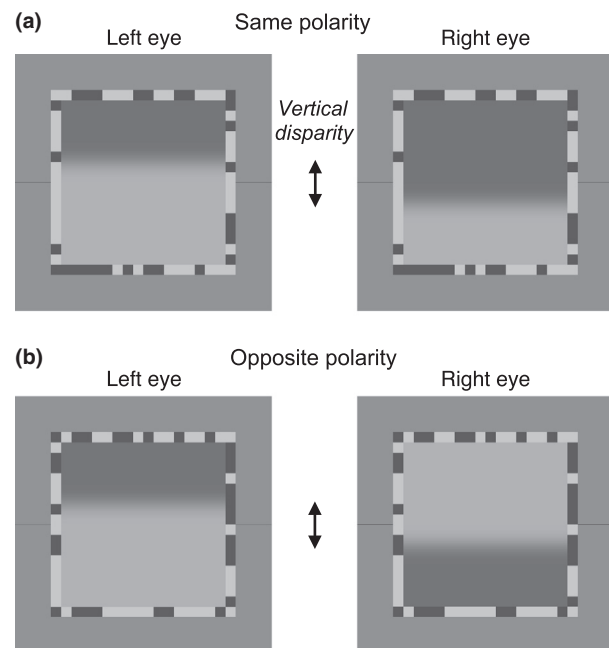 (a) Same polarity
Left eye Right eye
Vertical
disparity
(b) Opposite polarity
Left eye Right eye